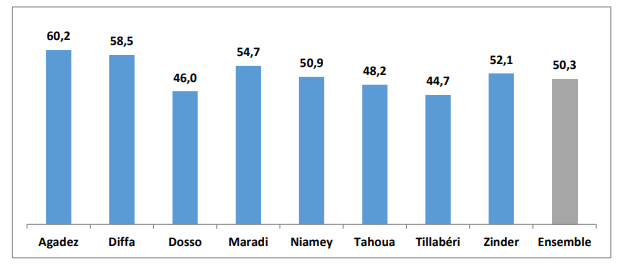 60,2 58,5 46,0 54,7 50,9 48,2 44,7 52,1 50,3
Agadez Diffa Dosso Maradi Niamey Tahoua Tillabéri Zinder Ensemble